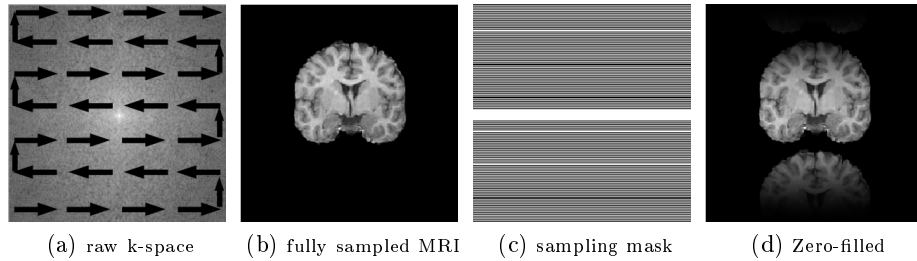 (a) raw k-space
(b) fully sampled MRI
(c) sampling mask
(d) Zero-filled